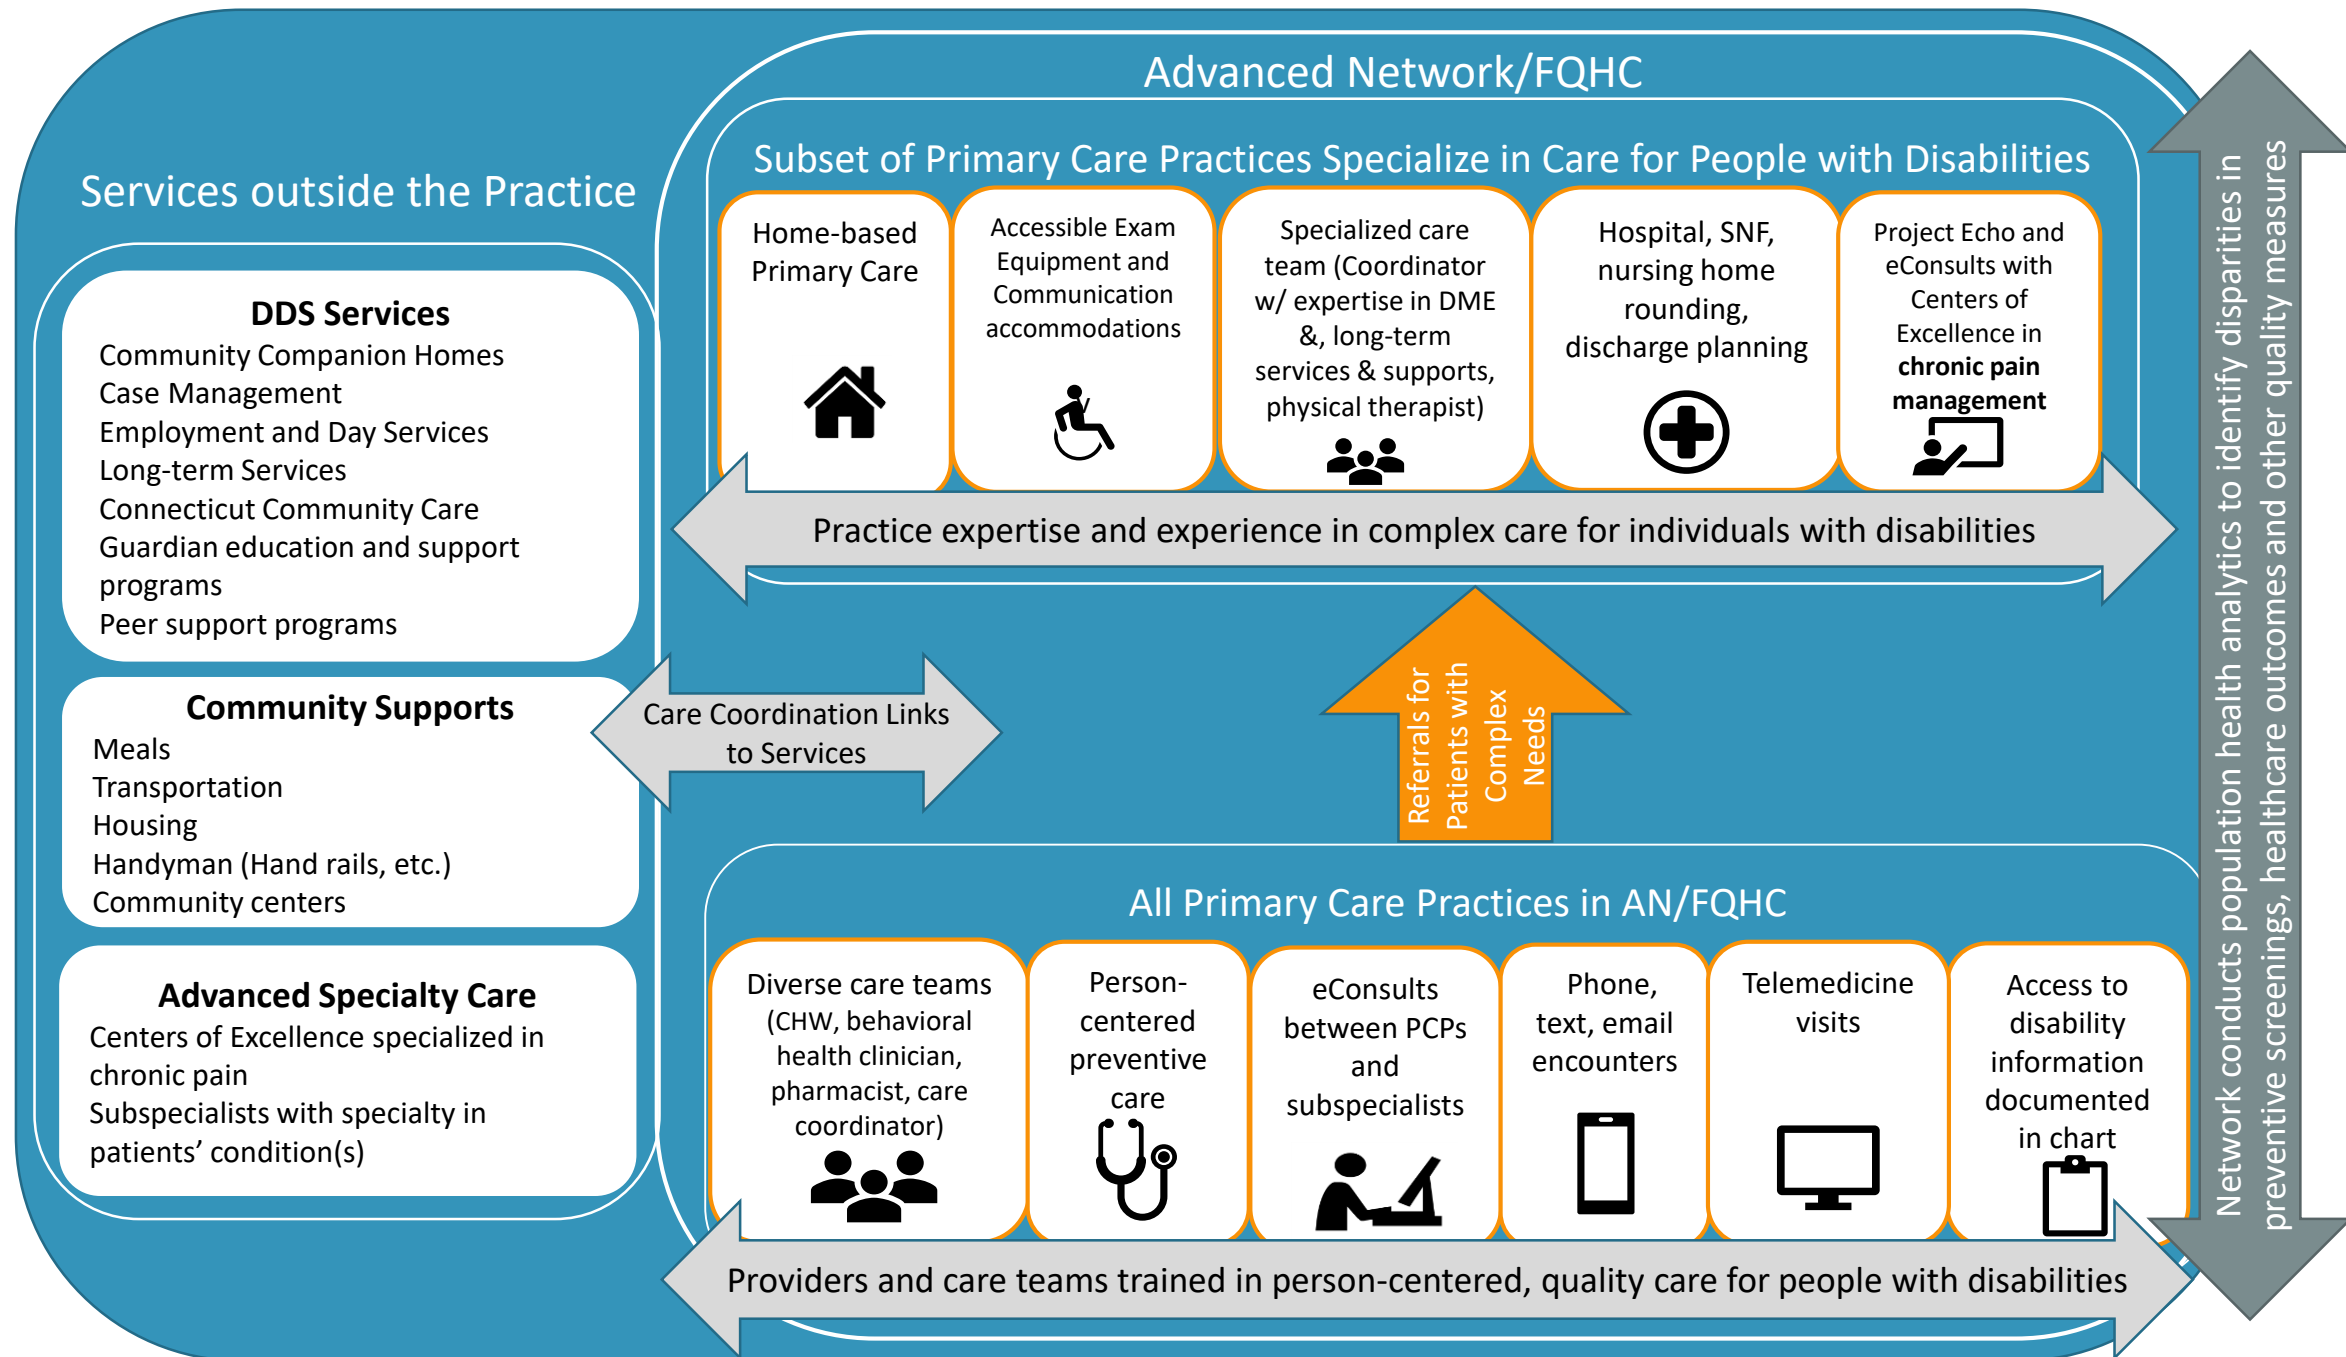 Advanced Network/FQHC
Services outside the Practice
DDS Services
Community Companion Homes
Case Management
Employment and Day Services
Long-term Services
Connecticut Community Care
Guardian education and support
programs
Peer support programs
Community Supports
Meals
Transportation
Housing
Handyman (Hand rails, etc.)
Community centers
Advanced Specialty Care
Centers of Excellence specialized in
chronic pain
Subspecialists with specialty in
patients’ condition(s)
Care Coordination Links
to Services
Subset of Primary Care Practices Specialize in Care for People with Disabilities
Home-based
Primary Care
Accessible Exam
Equipment and
Communication
accommodations
Specialized care
team (Coordinator
w/ expertise in DME
&, long-term
services & supports,
physical therapist)
Hospital, SNF,
nursing home
rounding,
discharge planning
Project Echo and
eConsults with
Centers of
Excellence in
chronic pain
management
Practice expertise and experience in complex care for individuals with disabilities
Referrals for
Patients with
Complex
Needs
All Primary Care Practices in AN/FQHC
Diverse care teams
(CHW, behavioral
health clinician,
pharmacist, care
coordinator)
Person-
centered
preventive
care
eConsults
between PCPs
and
subspecialists
Phone,
text, email
encounters
Telemedicine
visits
Access to
disability
information
documented
in chart
Providers and care teams trained in person-centered, quality care for people with disabilities
Network conducts population health analytics to identify disparities in
preventive screenings, healthcare outcomes and other quality measures